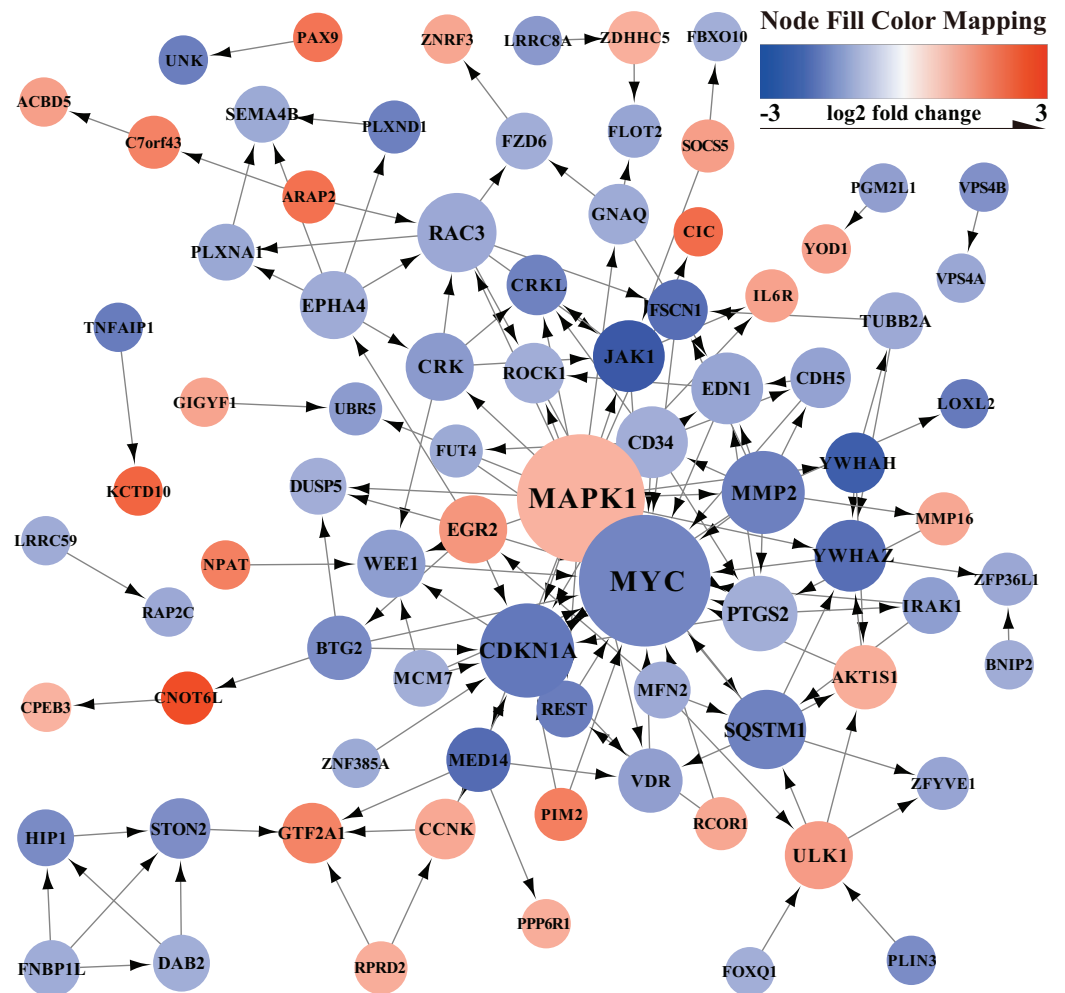 Node Fill Color Mapping
-3 log2 fold change 3
PAX9
ZNRF3
LRRC8A
ZDHHC5
FBXO10
UNK
ACBD5
SEMA4B
PLXND1
C7orf43
FZD6
FLOT2
SOCS5
ARAP2
PGM2L1
VPS4B
RAC3
GNAQ
CIC
YOD1
PLXNA1
VPS4A
EPHA4
CRKL
FSCN1
IL6R
TNFAIP1
TUBB2A
CRK
ROCK1
JAK1
EDN1
CDH5
GIGYF1
UBR5
LOXL2
FUT4
CD34
YWHAH
DUSP5
KCTD10
MAPK1
MMP2
MMP16
LRRC59
EGR2
NPAT
WEE1
MYC
YWHAZ
ZFP36L1
RAP2C
PTGS2
IRAK1
BTG2
CDKN1A
MCM7
AKT1S1
BNIP2
CPEB3
CNOT6L
REST
MFN2
SQSTM1
ZNF385A
MED14
VDR
ZFYVE1
HIP1
STON2
GTF2A1
CCNK
PIM2
RCOR1
ULK1
PPP6R1
FNBP1L
DAB2
RPRD2
FOXQ1
PLIN3